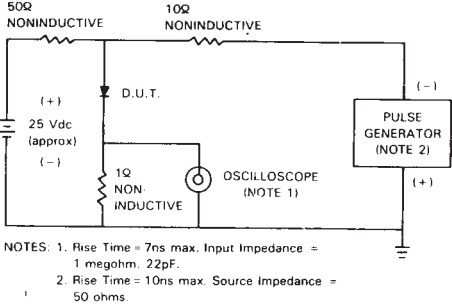 50Ω
NONINDUCTIVE
10Ω
NONINDUCTIVE
(+)
25 Vdc
(approx)
(−)
D.U.T.
1Ω
NON-
INDUCTIVE
OSCILLOSCOPE
(NOTE 1)
(−)
PULSE
GENERATOR
(NOTE 2)
(+)
NOTES: 1. Rise Time = 7ns max. Input Impedance =
1 megohm. 22pF.
2. Rise Time = 10ns max. Source Impedance =
50 ohms.